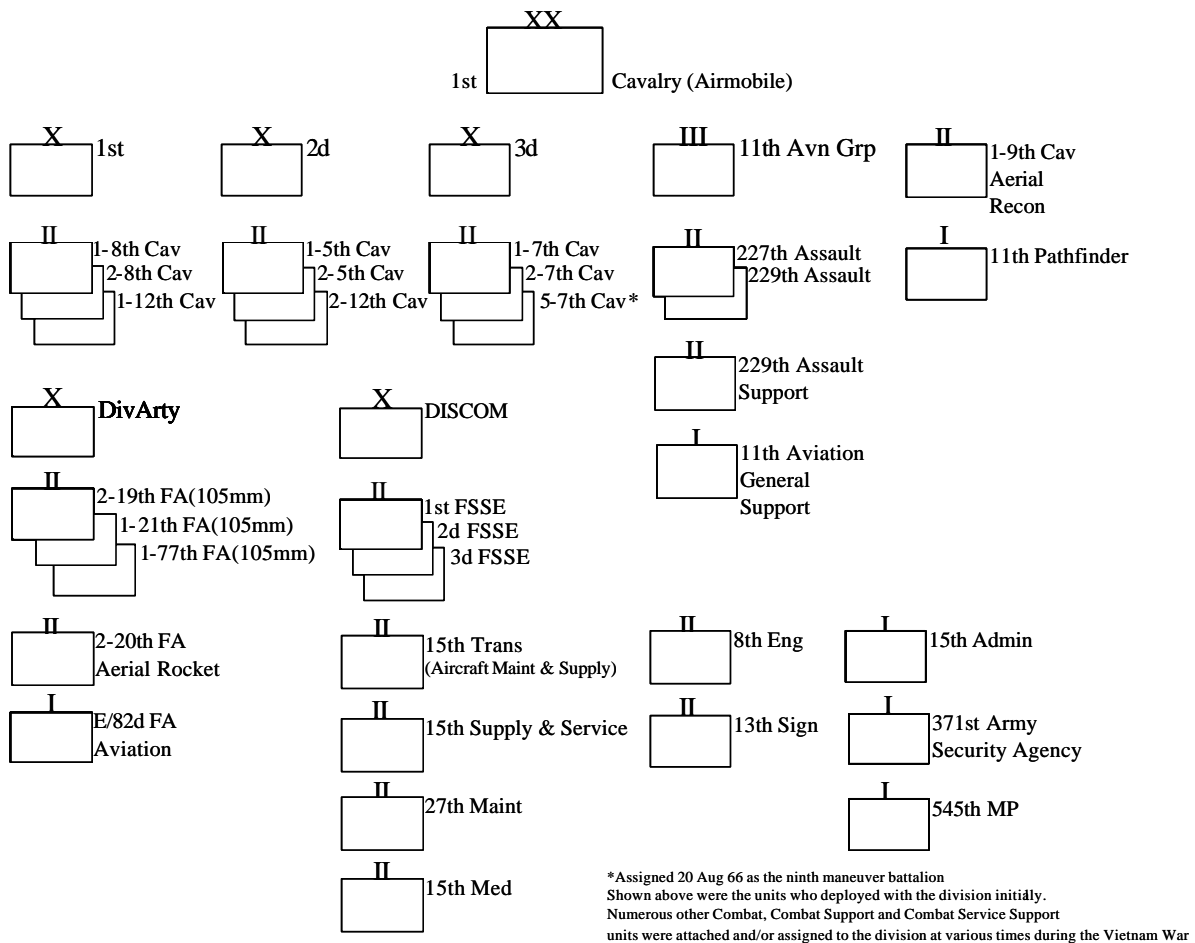 XX
1st
Cavalry (Airmobile)
X
1st
X
2d
X
3d
III
11th Avn Grp
II
1-9th Cav
Aerial
Recon
II
1-8th Cav
2-8th Cav
1-12th Cav
II
1-5th Cav
2-5th Cav
2-12th Cav
II
1-7th Cav
2-7th Cav
5-7th Cav*
II
227th Assault
229th Assault
I
11th Pathfinder
II
229th Assault
Support
I
11th Aviation
General
Support
X
DivArty
X
DISCOM
II
2-19th FA(105mm)
1-21th FA(105mm)
1-77th FA(105mm)
II
1st FSSE
2d FSSE
3d FSSE
II
2-20th FA
Aerial Rocket
I
E/82d FA
Aviation
II
15th Trans
(Aircraft Maint & Supply)
II
15th Supply & Service
II
27th Maint
II
15th Med
II
8th Eng
II
13th Sign
I
15th Admin
I
371st Army
Security Agency
I
545th MP
*Assigned 20 Aug 66 as the ninth maneuver battalion
Shown above were the units who deployed with the division initially.
Numerous other Combat, Combat Support and Combat Service Support
units were attached and/or assigned to the division at various times during the Vietnam War